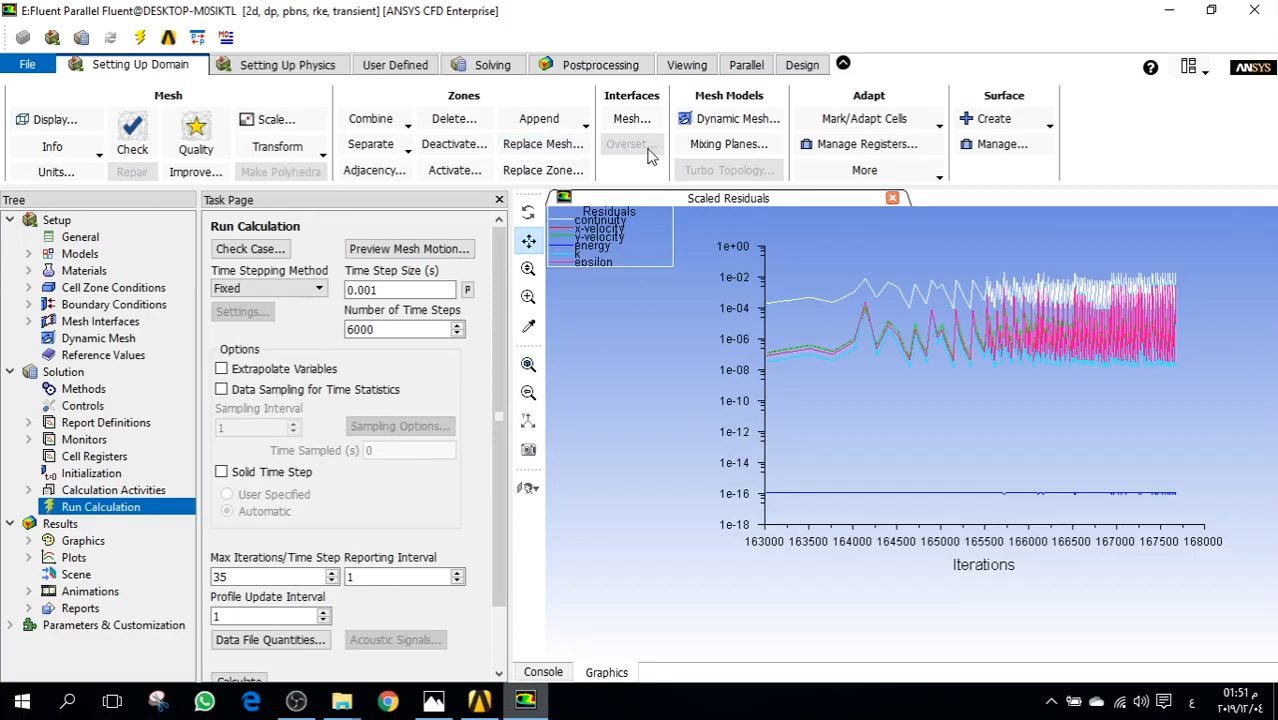 E:Fluent Parallel Fluent@DESKTOP-M0SIKTL [2d, dp, pbns, rke, transient] [ANSYS CFD Enterprise]
File
Setting Up Domain
Setting Up Physics
User Defined
Solving
Postprocessing
Viewing
Parallel
Design
ANSYS
Mesh
Zones
Interfaces
Mesh Models
Adapt
Surface
Display...
Scale...
Combine
Delete...
Append
Mesh...
Dynamic Mesh...
Mark/Adapt Cells
Create
Info
Check
Quality
Transform
Separate
Deactivate...
Replace Mesh...
Overset...
Mixing Planes...
Manage Registers...
Manage...
Units...
Repair
Improve...
Make Polyhedra
Adjacency...
Activate...
Replace Zone...
Turbo Topology...
More
Tree
Setup
General
Models
Materials
Cell Zone Conditions
Boundary Conditions
Mesh Interfaces
Dynamic Mesh
Reference Values
Solution
Methods
Controls
Report Definitions
Monitors
Cell Registers
Initialization
Calculation Activities
Run Calculation
Results
Graphics
Plots
Scene
Animations
Reports
Parameters & Customization
Task Page
Run Calculation
Check Case...
Preview Mesh Motion...
Time Stepping Method
Time Step Size (s)
Fixed
0.001
P
Settings...
Number of Time Steps
6000
Options
Extrapolate Variables
Data Sampling for Time Statistics
Sampling Interval
1
Sampling Options...
Time Sampled (s)
0
Solid Time Step
User Specified
Automatic
Max Iterations/Time Step
Reporting Interval
35
1
Profile Update Interval
1
Data File Quantities...
Acoustic Signals...
Calculate
Scaled Residuals
Residuals
continuity
x-velocity
y-velocity
energy
k
epsilon
1e+00
1e-02
1e-04
1e-06
1e-08
1e-10
1e-12
1e-14
1e-16
1e-18
163000 163500 164000 164500 165000 165500 166000 166500 167000 167500 168000
Iterations
Console
Graphics
ع
01:51 م
٢٠١٩/١٢/٠٤